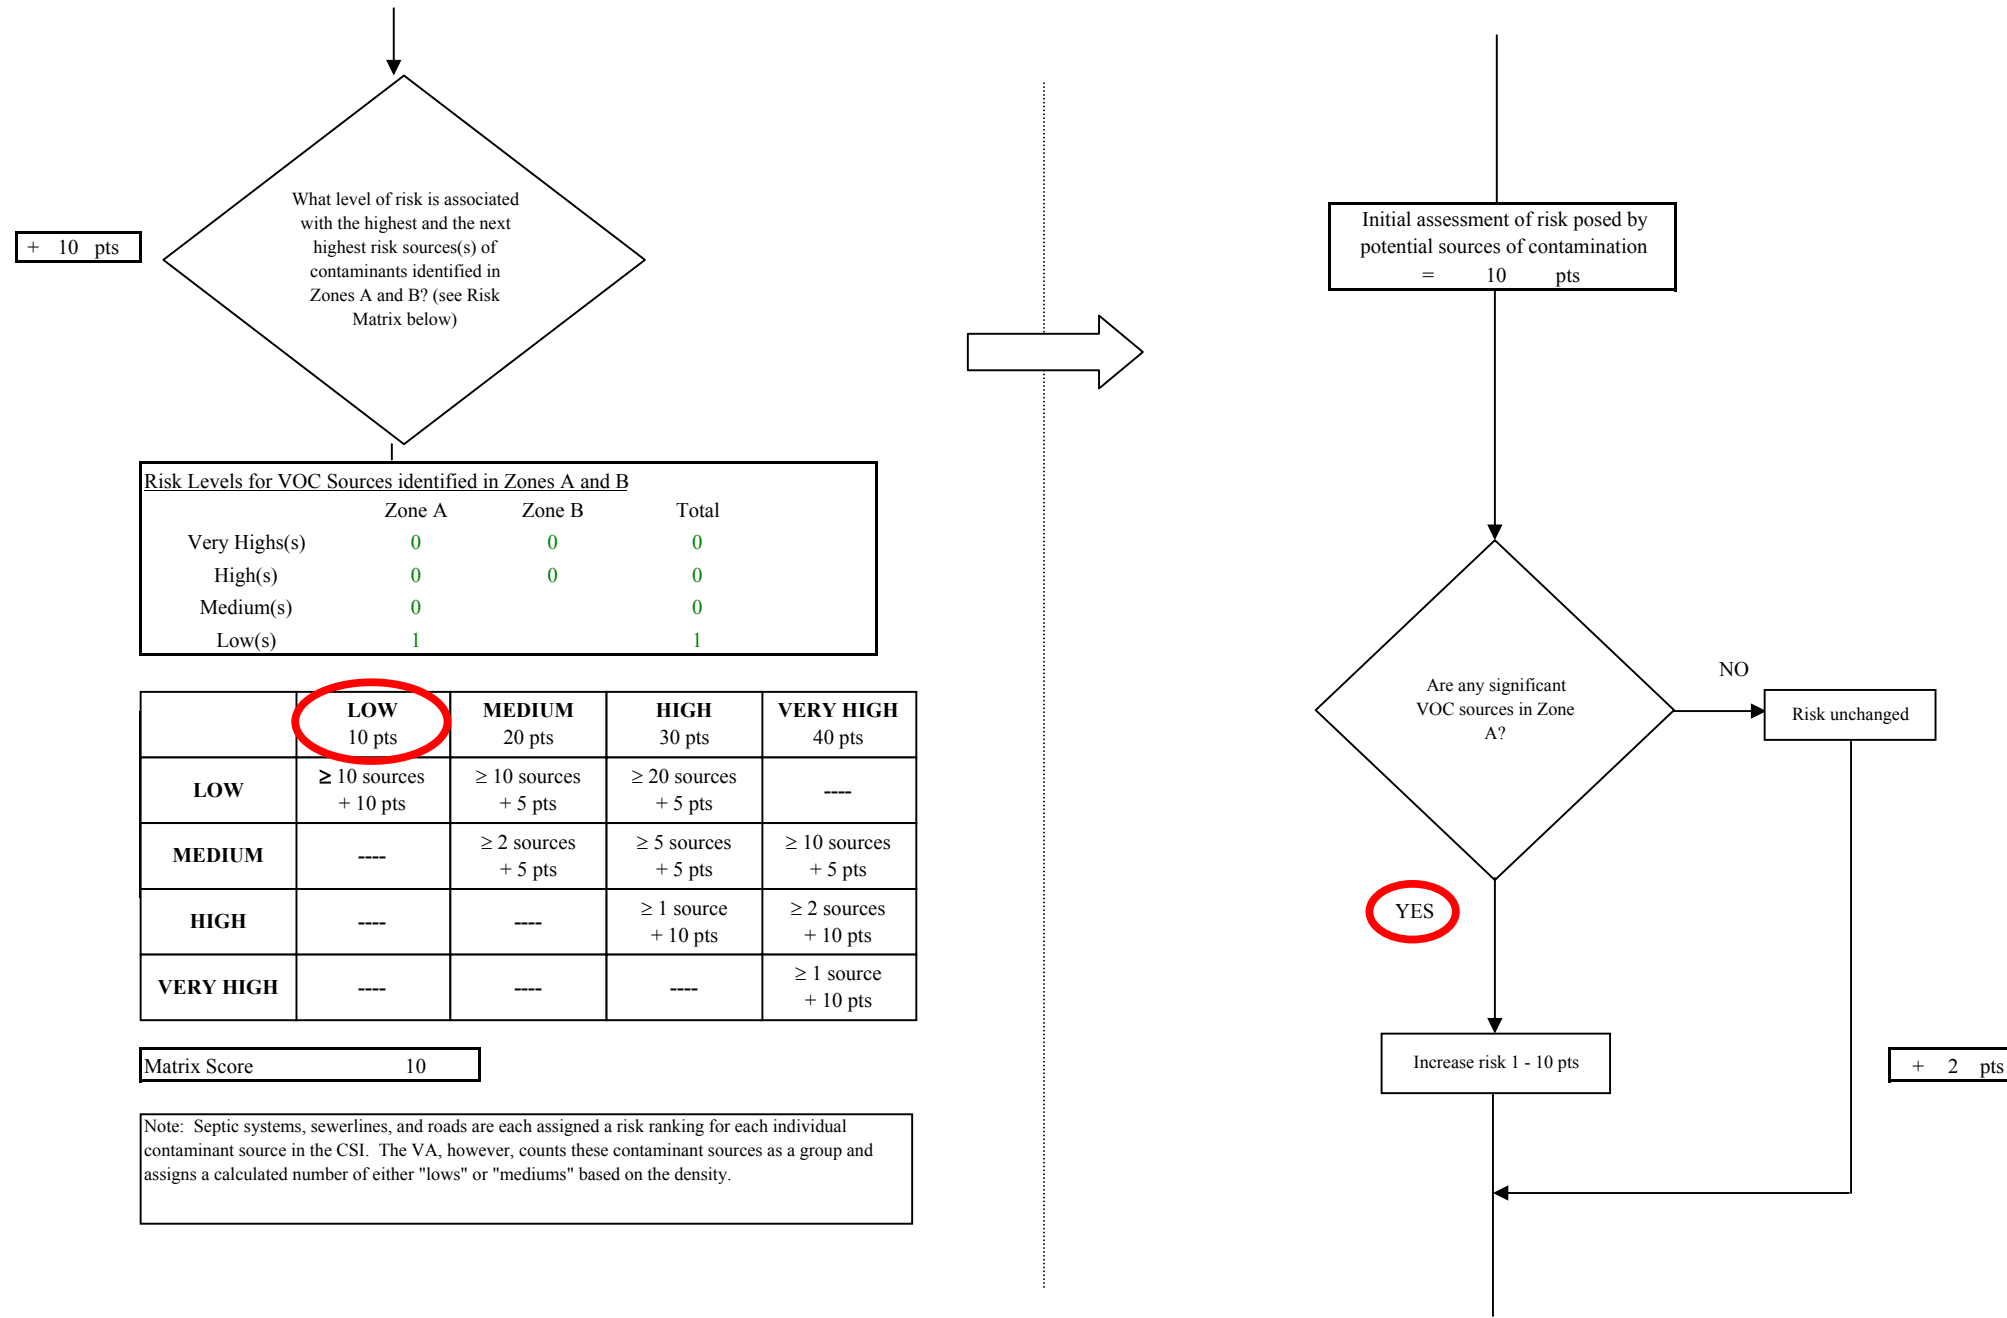 What level of risk is associated
with the highest and the next
highest risk sources(s) of
contaminants identified in
Zones A and B? (see Risk
Matrix below)
+ 10 pts
Risk Levels for VOC Sources identified in Zones A and B
Zone A Zone B Total
Very Highs(s) 0 0 0
High(s) 0 0 0
Medium(s) 0 0
Low(s) 1 1
LOW MEDIUM HIGH VERY HIGH
10 pts 20 pts 30 pts 40 pts
LOW ≥ 10 sources ≥ 10 sources ≥ 20 sources ----
+ 10 pts + 5 pts + 5 pts
MEDIUM ---- ≥ 2 sources ≥ 5 sources ≥ 10 sources
+ 5 pts + 5 pts + 5 pts
HIGH ---- ---- ≥ 1 source ≥ 2 sources
+ 10 pts + 10 pts
VERY HIGH ---- ---- ---- ≥ 1 source
+ 10 pts
Matrix Score 10
Note: Septic systems, sewerlines, and roads are each assigned a risk ranking for each individual
contaminant source in the CSI. The VA, however, counts these contaminant sources as a group and
assigns a calculated number of either "lows" or "mediums" based on the density.
Initial assessment of risk posed by
potential sources of contamination
= 10 pts
Are any significant
VOC sources in Zone
A?
NO
Risk unchanged
YES
Increase risk 1 - 10 pts
+ 2 pts